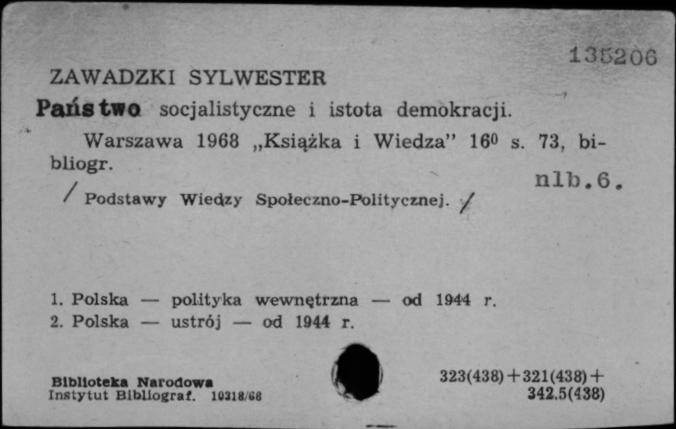 135206
ZAWADZKI SYLWESTER
Państwo socjalistyczne i istota demokracji.
Warszawa 1968 „Książka i Wiedza” 16⁰ s. 73, bi-
bliogr.
nlb.6.
/ Podstawy Wiedzy Społeczno-Politycznej. /
1. Polska — polityka wewnętrzna — od 1944 r.
2. Polska — ustrój — od 1944 r.
Biblioteka Narodowa
Instytut Bibliograf. 10318/68
323(438)+321(438)+
342.5(438)